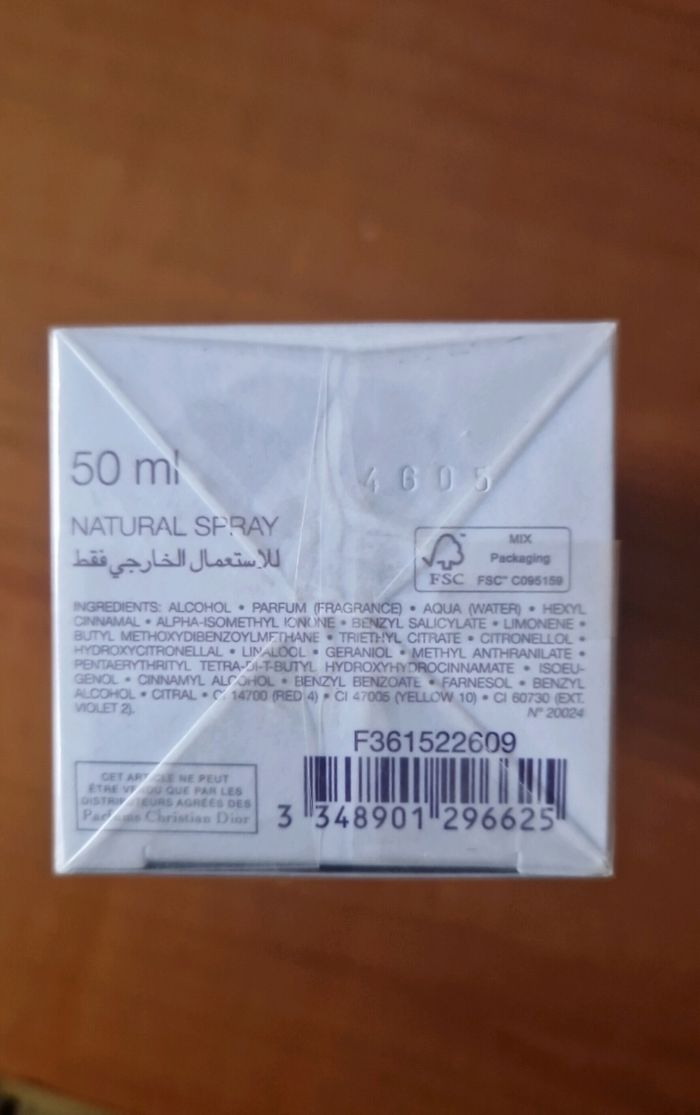 50 ml
4G05
NATURAL SPRAY
للاستعمال الخارجي فقط
MIX
Packaging
FSC
FSC™ C095159
INGREDIENTS: ALCOHOL • PARFUM (FRAGRANCE) • AQUA (WATER) • HEXYL
CINNAMAL • ALPHA-ISOMETHYL IONONE • BENZYL SALICYLATE • LIMONENE •
BUTYL METHOXYDIBENZOYLMETHANE • TRIETHYL CITRATE • CITRONELLOL •
HYDROXYCITRONELLAL • LINALOOL • GERANIOL • METHYL ANTHRANILATE •
PENTAERYTHRITYL TETRA-DI-T-BUTYL HYDROXYHYDROCINNAMATE • ISOEU-
GENOL • CINNAMYL ALCOHOL • BENZYL BENZOATE • FARNESOL • BENZYL
ALCOHOL • CITRAL • CI 14700 (RED 4) • CI 47005 (YELLOW 10) • CI 60730 (EXT.
VIOLET 2).
N° 20024
F361522609
CET ARTICLE NE PEUT
ÊTRE VENDU QUE PAR LES
DISTRIBUTEURS AGRÉES DES
Parfums Christian Dior
3 348901 296625